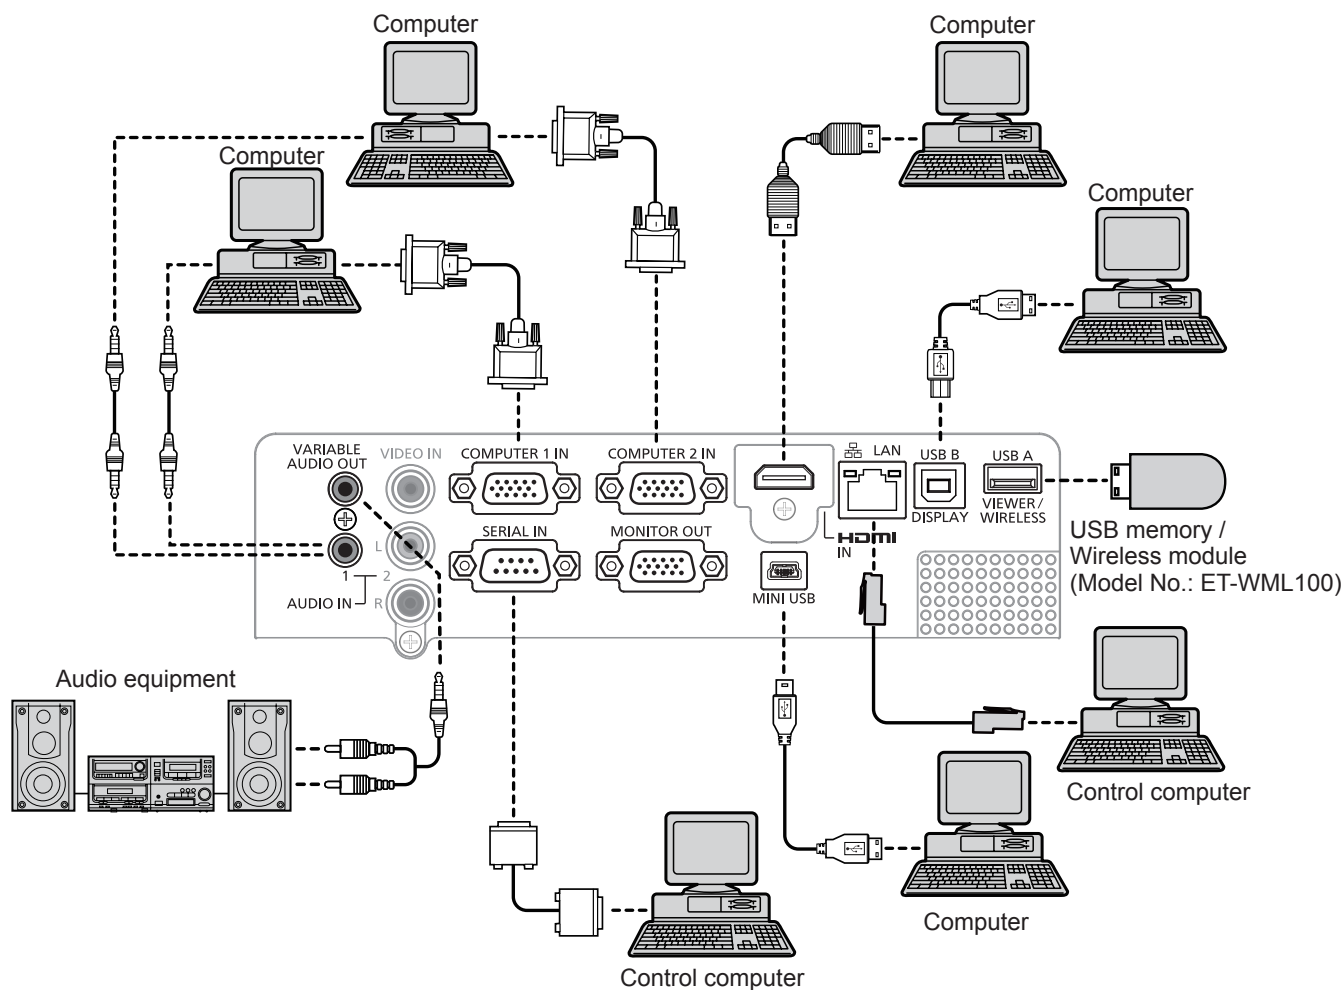 Computer
Computer
Computer
Computer
VARIABLE
AUDIO OUT
VIDEO IN
COMPUTER 1 IN
COMPUTER 2 IN
LAN
USB B
USB A
DISPLAY
VIEWER /
WIRELESS
SERIAL IN
MONITOR OUT
HDMI
IN
L
1
2
AUDIO IN
R
MINI USB
USB memory /
Wireless module
(Model No.: ET-WML100)
Audio equipment
Control computer
Computer
Control computer